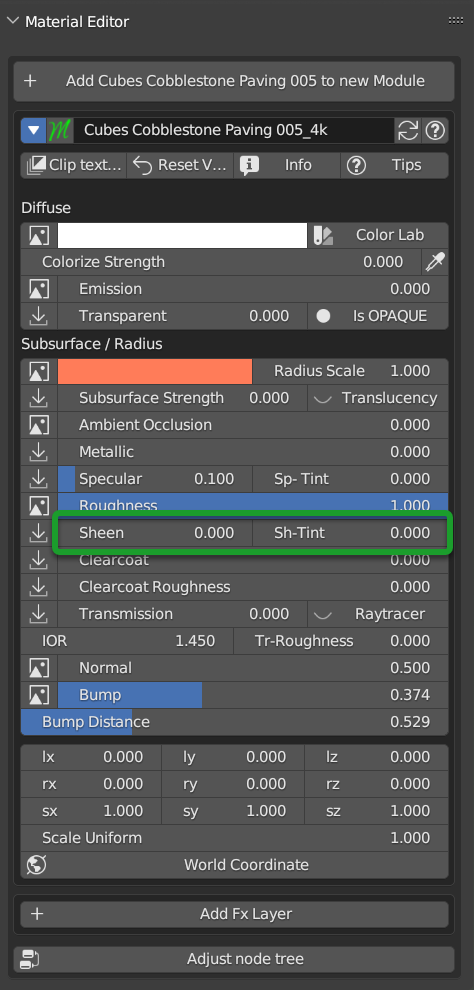 Material Editor
+ Add Cubes Cobblestone Paving 005 to new Module
Cubes Cobblestone Paving 005_4k
Clip text... Reset V... Info Tips
Diffuse
Color Lab
Colorize Strength 0.000
Emission 0.000
Transparent 0.000 Is OPAQUE
Subsurface / Radius
Radius Scale 1.000
Subsurface Strength 0.000 Translucency
Ambient Occlusion 0.000
Metallic 0.000
Specular 0.100 Sp- Tint 0.000
Roughness 1.000
Sheen 0.000 Sh-Tint 0.000
Clearcoat 0.000
Clearcoat Roughness 0.000
Transmission 0.000 Raytracer
IOR 1.450 Tr-Roughness 0.000
Normal 0.500
Bump 0.374
Bump Distance 0.529
lx 0.000 ly 0.000 lz 0.000
rx 0.000 ry 0.000 rz 0.000
sx 1.000 sy 1.000 sz 1.000
Scale Uniform 1.000
World Coordinate
+ Add Fx Layer
Adjust node tree